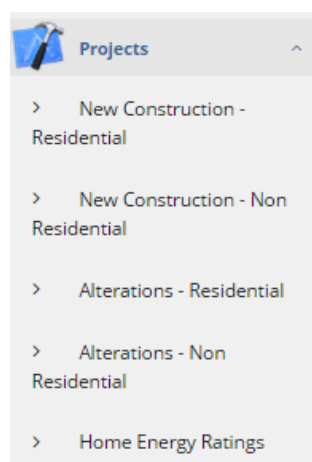 Projects
New Construction -
Residential
New Construction - Non
Residential
Alterations - Residential
Alterations - Non
Residential
Home Energy Ratings